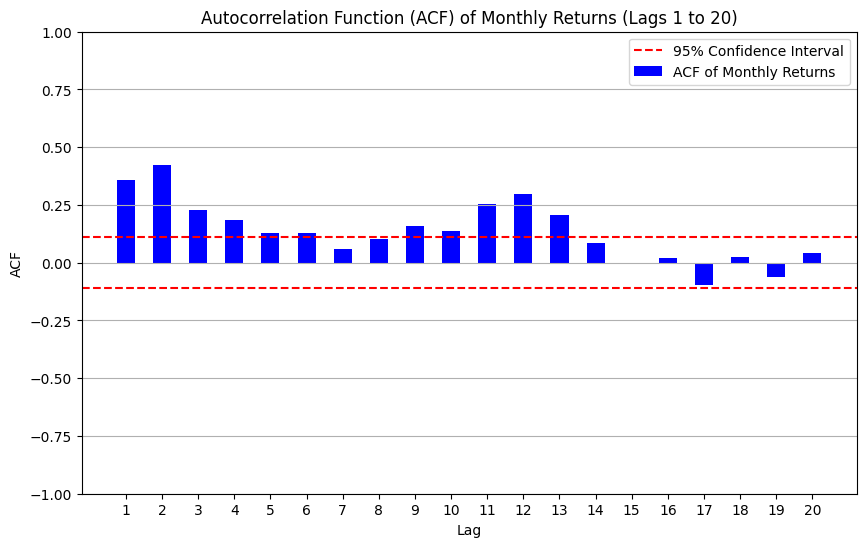 Autocorrelation Function (ACF) of Monthly Returns (Lags 1 to 20)
1.00
0.75
0.50
0.25
0.00
−0.25
−0.50
−0.75
−1.00
ACF
95% Confidence Interval
ACF of Monthly Returns
1 2 3 4 5 6 7 8 9 10 11 12 13 14 15 16 17 18 19 20
Lag